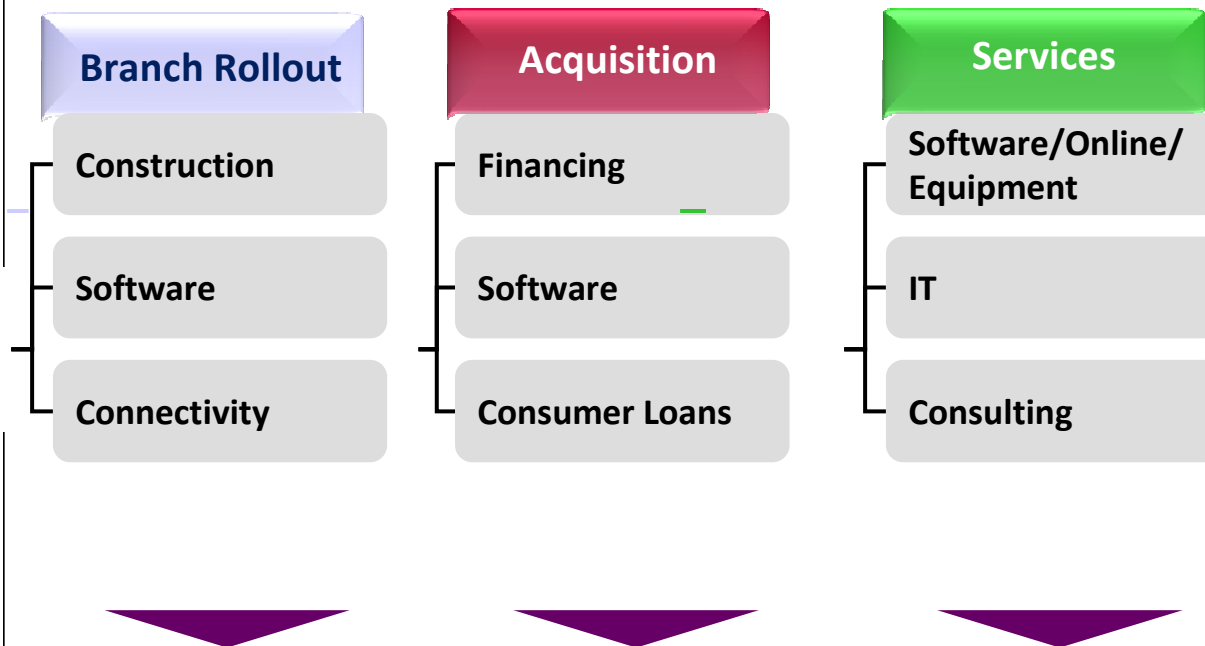 Branch Rollout
Construction
Software
Connectivity
Acquisition
Financing
Software
Consumer Loans
Services
Software/Online/
Equipment
IT
Consulting